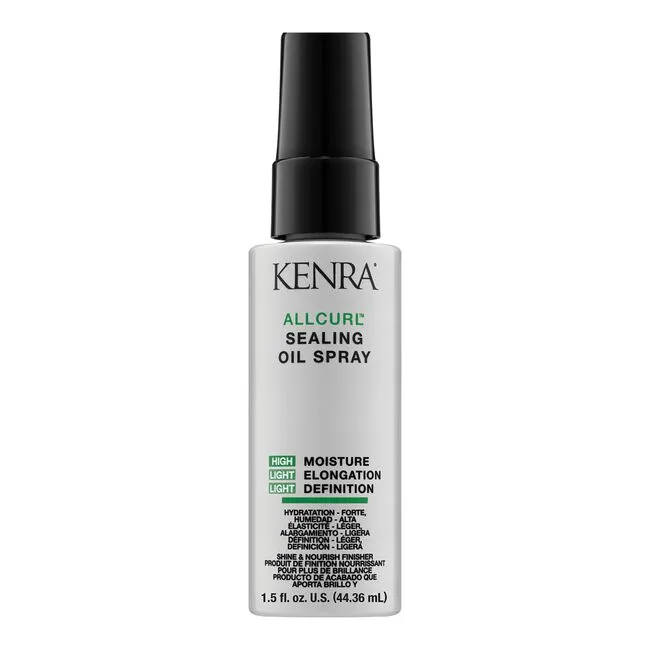 KENRA®
ALLCURL™
SEALING
OIL SPRAY
HIGH MOISTURE
LIGHT ELONGATION
LIGHT DEFINITION
HYDRATATION - FORTE,
HUMEDAD - ALTA
ÉLASTICITÉ - LÉGER,
ALARGAMIENTO - LIGERA
DÉFINITION - LÉGER,
DEFINICIÓN - LIGERÁ
SHINE & NOURISH FINISHER
PRODUIT DE FINITION NOURRISSANT
POUR PLUS DE BRILLANCE
PRODUCTO DE ACABADO QUE
APORTA BRILLO Y
1.5 fl. oz. U.S. (44.36 mL)